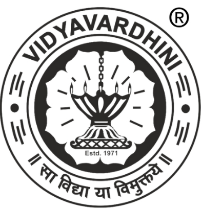 ®
VIDYAVARDHINI
Estd. 1971
॥ सा विद्या या विमुक्तये ॥